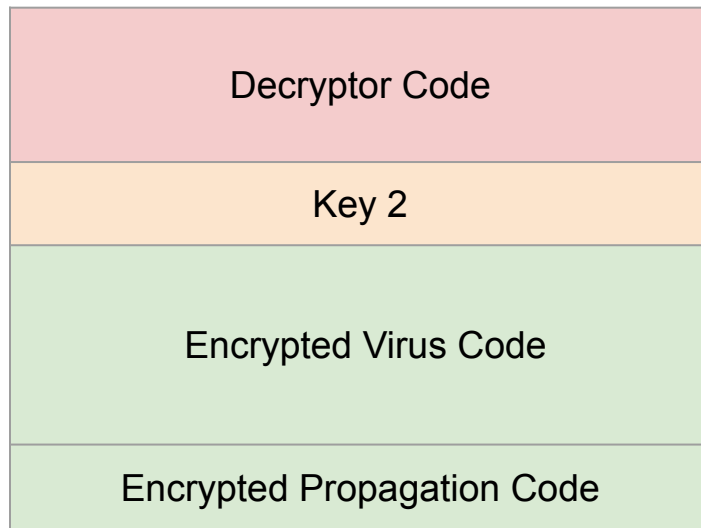 Decryptor Code
Key 2
Encrypted Virus Code
Encrypted Propagation Code